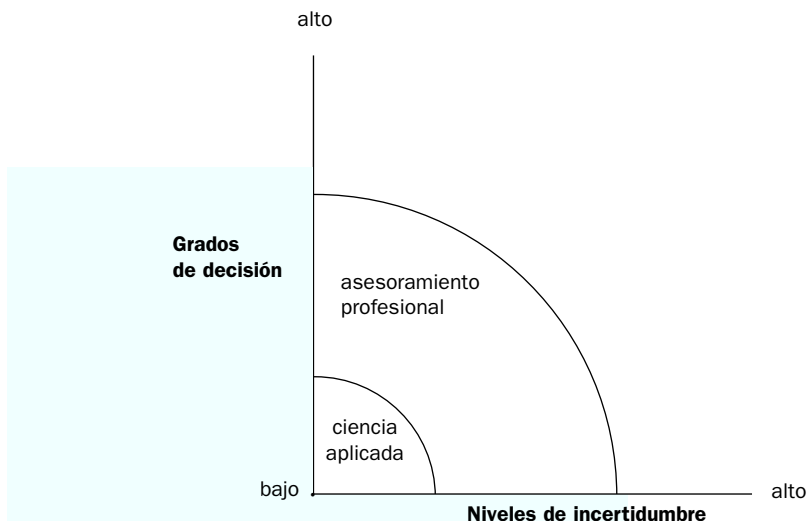 alto
Grados
de decisión
asesoramiento
profesional
ciencia
aplicada
bajo
alto
Niveles de incertidumbre